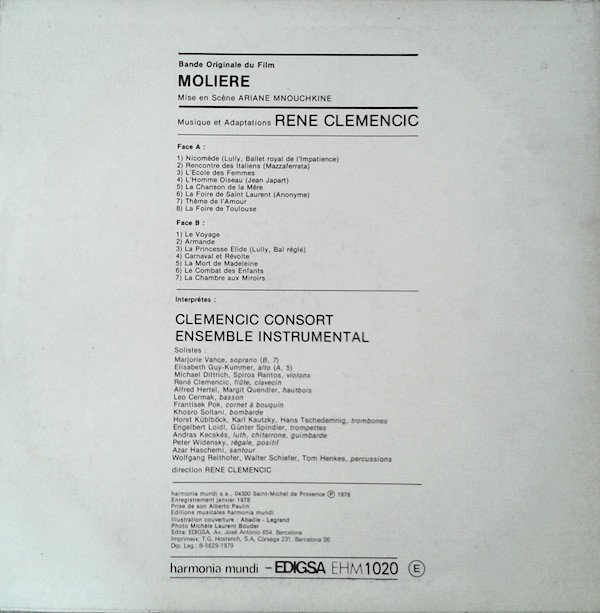 Bande Originale du Film
MOLIERE
Mise en Scène ARIANE MNOUCHKINE
Musique et Adaptations RENE CLEMENCIC
Face A :
1) Nicomède (Lully, Ballet royal de l'Impatience)
2) Rencontre des Italiens (Mazzaferrata)
3) L'Ecole des Femmes
4) L'Homme Oiseau (Jean Japart)
5) La Chanson de la Mère
6) La Foire de Saint Laurent (Anonyme)
7) Thème de l'Amour
8) La Foire de Toulouse
Face B :
1) Le Voyage
2) Armande
3) La Princesse Elide (Lully, Bal réglé)
4) Carnaval et Révolte
5) La Mort de Madeleine
6) Le Combat des Enfants
7) La Chambre aux Miroirs
Interprètes :
CLEMENCIC CONSORT
ENSEMBLE INSTRUMENTAL
Solistes :
Marjorie Vance, soprano (B, 7)
Elisabeth Guy-Kummer, alto (A, 5)
Michael Dittrich, Spiros Rantos, violons
René Clemencic, flûte, clavecin
Alfred Hertel, Margit Quendler, hautbois
Leo Cermak, basson
Frantisek Pok, cornet à bouquin
Khosro Soltani, bombarde
Horst Küblböck, Karl Kautzky, Hans Tschedemnig, trombones
Engelbert Loidl, Günter Spindler, trompettes
Andras Kecskés, luth, chitarrone, guimbarde
Peter Widensky, régale, positif
Azar Haschemi, santour
Wolfgang Reithofer, Walter Schiefer, Tom Henkes, percussions
direction RENE CLEMENCIC
harmonia mundi s.a., 04300 Saint-Michel de Provence Ⓟ 1978
Enregistrement janvier 1978
Prise de son Alberto Paulin
Editions musicales harmonia mundi
Illustration couverture : Abadie - Legrand
Photo Michèle Laurent Bouder
Edita: EDIGSA, Av. José Antonio 654, Barcelona
Imprimeix: T.G. Hostench, S.A. Córsega 231, Barcelona 36
Dip. Leg.: B-5629-1979
harmonia mundi - EDIGSA EHM1020 Ⓔ